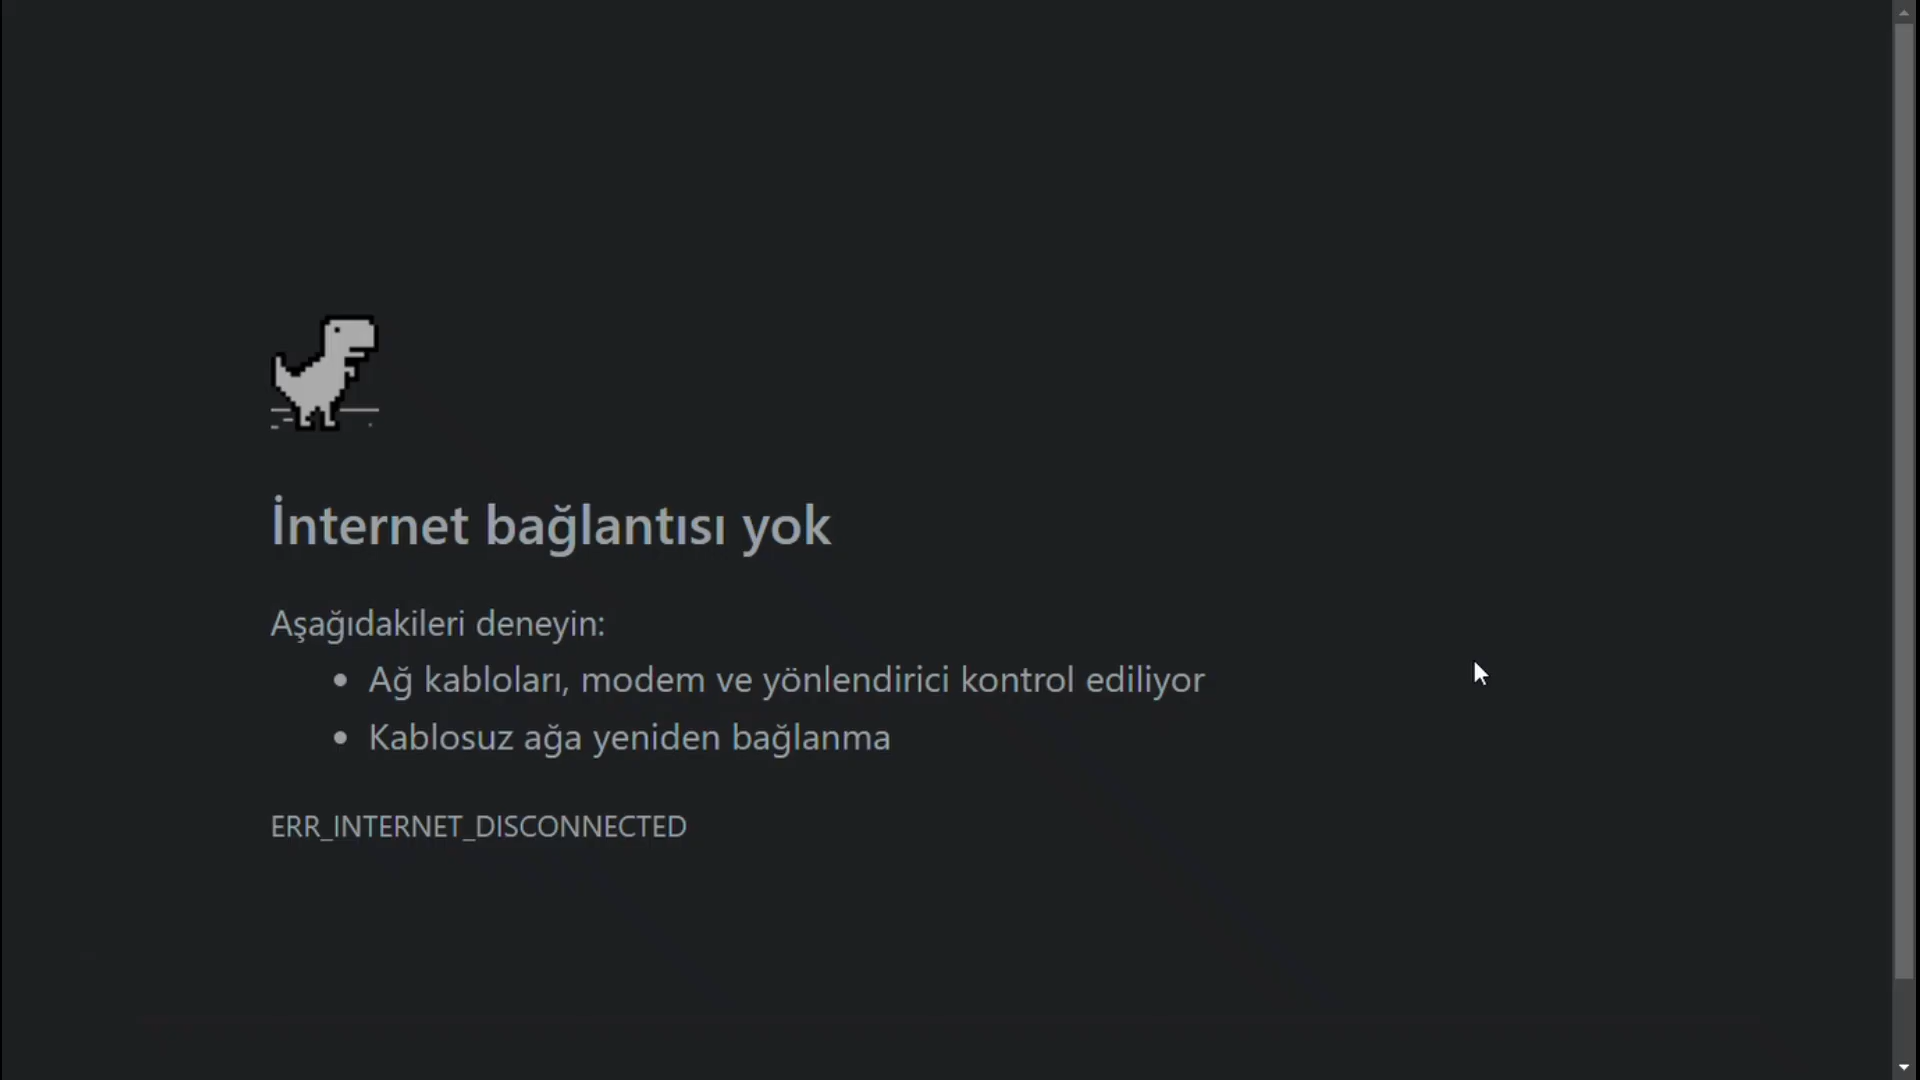 İnternet bağlantısı yok
Aşağıdakileri deneyin:
• Ağ kabloları, modem ve yönlendirici kontrol ediliyor
• Kablosuz ağa yeniden bağlanma
ERR_INTERNET_DISCONNECTED